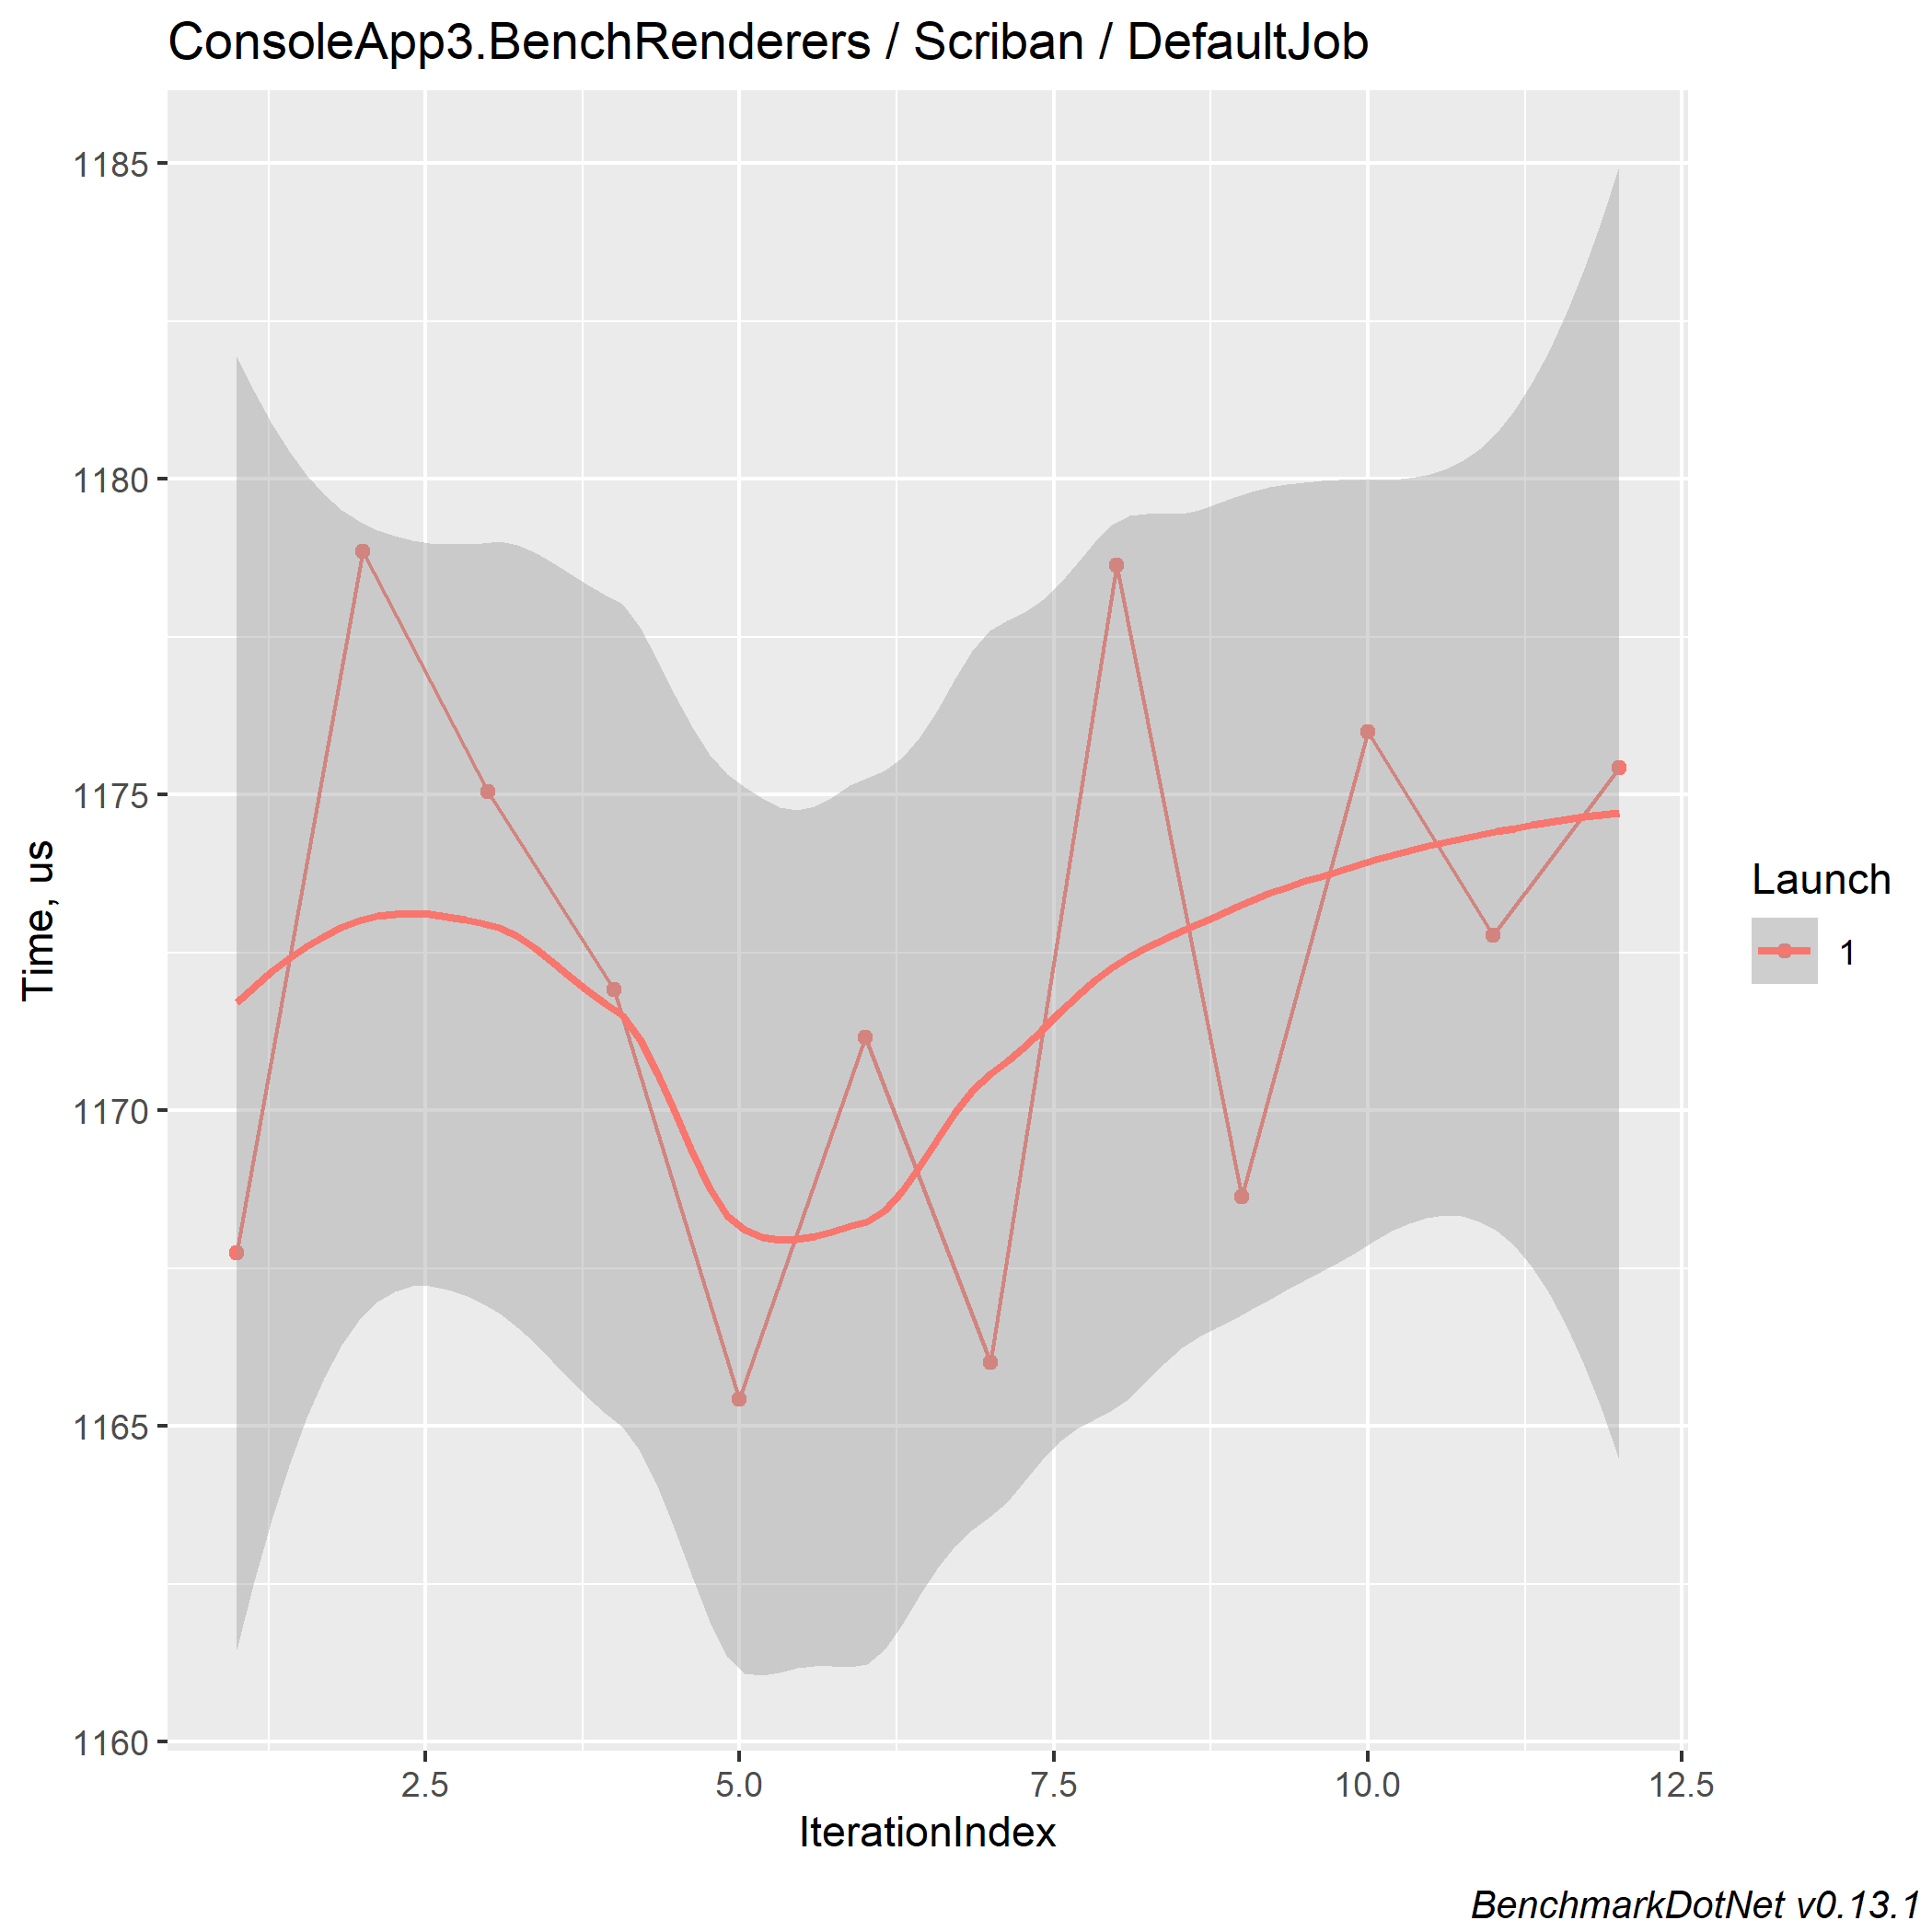 ConsoleApp3.BenchRenderers / Scriban / DefaultJob
1185
1180
1175
1170
1165
1160
Time, us
2.5 5.0 7.5 10.0 12.5
IterationIndex
Launch
1
BenchmarkDotNet v0.13.1